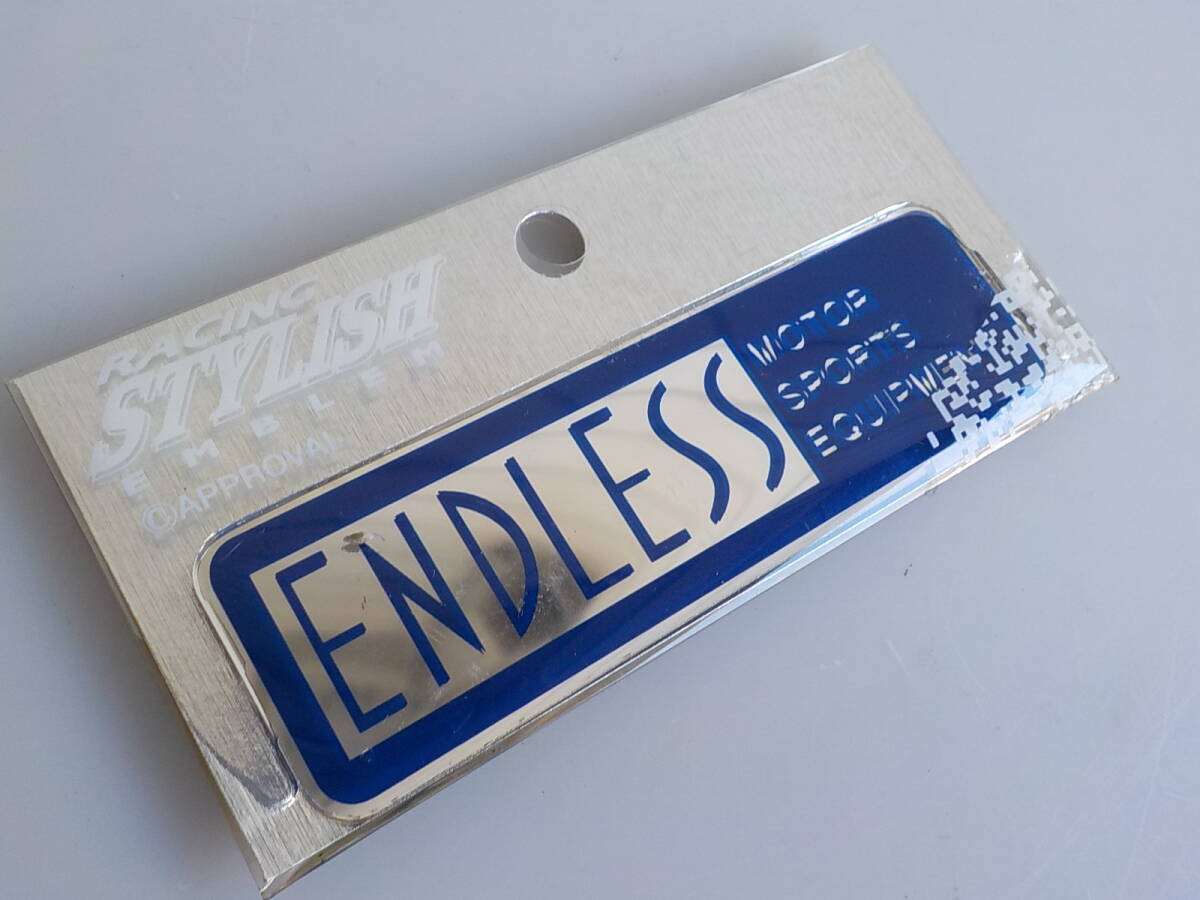 RACING
STYLISH
EMBLEM
©APPROVAL
ENDLESS
MOTOR
SPORTS
EQUIPMENT